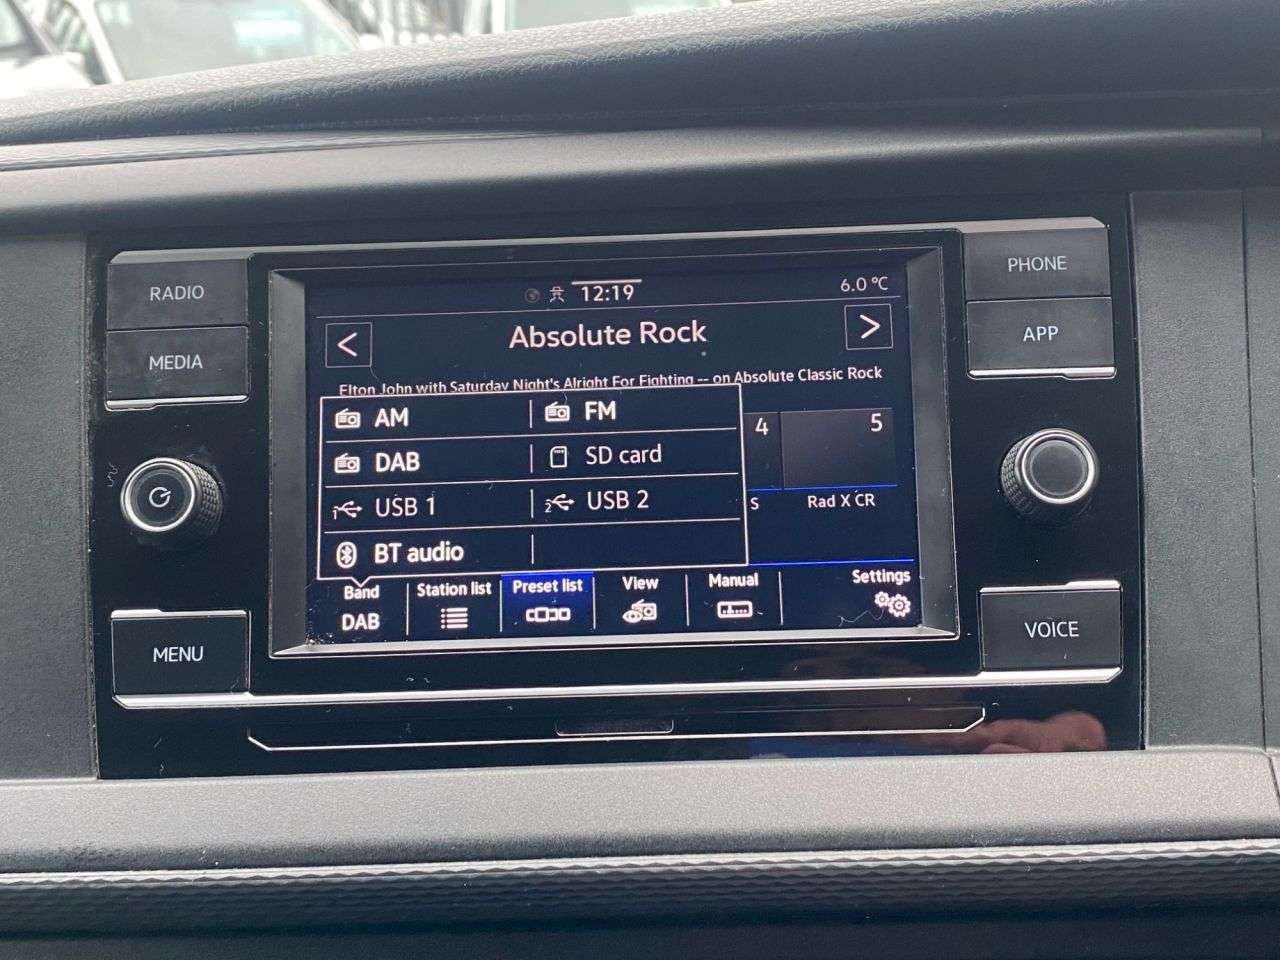 RADIO
MEDIA
MENU
PHONE
APP
VOICE
12:19
6.0 °C
<
Absolute Rock
>
Elton John with Saturday Night's Alright For Fighting -- on Absolute Classic Rock
AM
FM
DAB
SD card
1 USB 1
2 USB 2
BT audio
4
5
S
Rad X CR
Band
DAB
Station list
Preset list
View
Manual
Settings